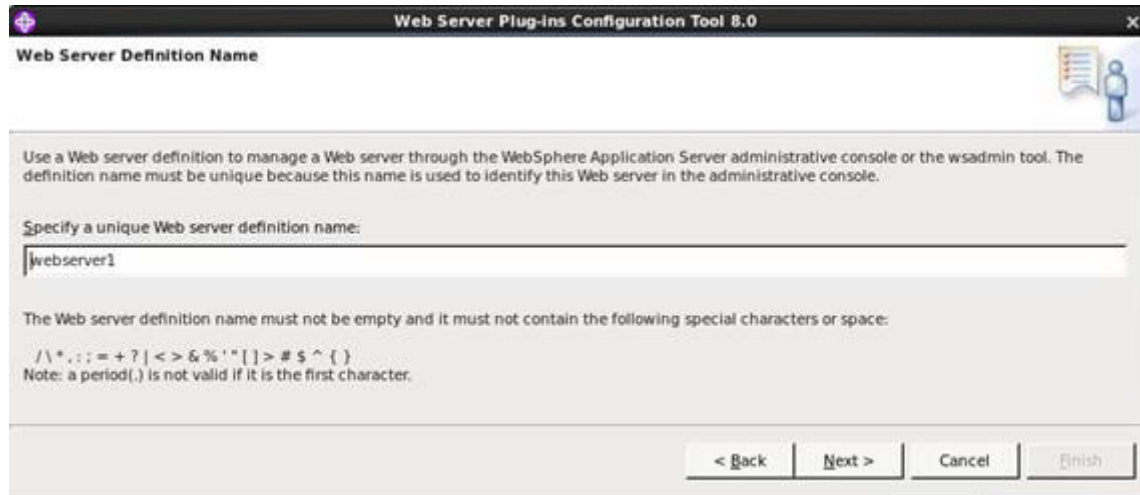 Web Server Plug-ins Configuration Tool 8.0
Web Server Definition Name
Use a Web server definition to manage a Web server through the WebSphere Application Server administrative console or the wsadmin tool. The
definition name must be unique because this name is used to identify this Web server in the administrative console.
Specify a unique Web server definition name:
webserver1
The Web server definition name must not be empty and it must not contain the following special characters or space:
/ \ * , : ; = + ? | < > & % ' " [ ] > # $ ^ { }
Note: a period(.) is not valid if it is the first character.
< Back
Next >
Cancel
Finish